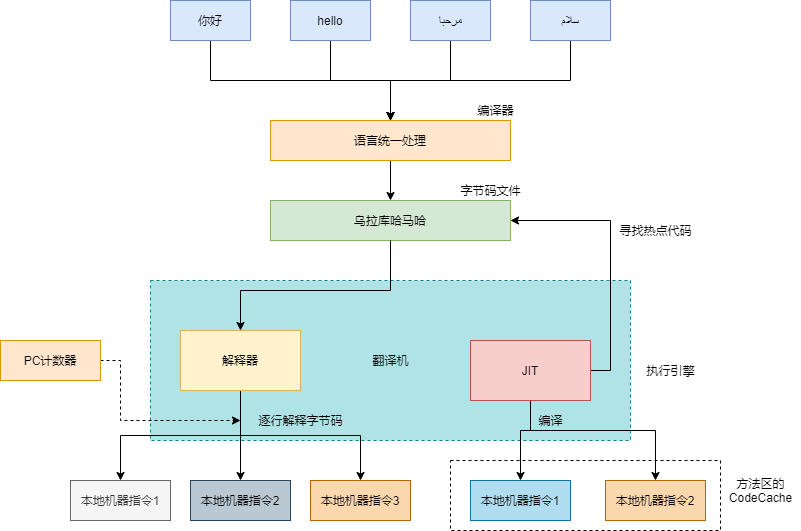 你好
hello
مرحبا
سلام
编译器
语言统一处理
字节码文件
乌拉库哈马哈
寻找热点代码
PC计数器
解释器
翻译机
JIT
执行引擎
逐行解释字节码
编译
本地机器指令1
本地机器指令2
本地机器指令3
本地机器指令1
本地机器指令2
方法区的
CodeCache